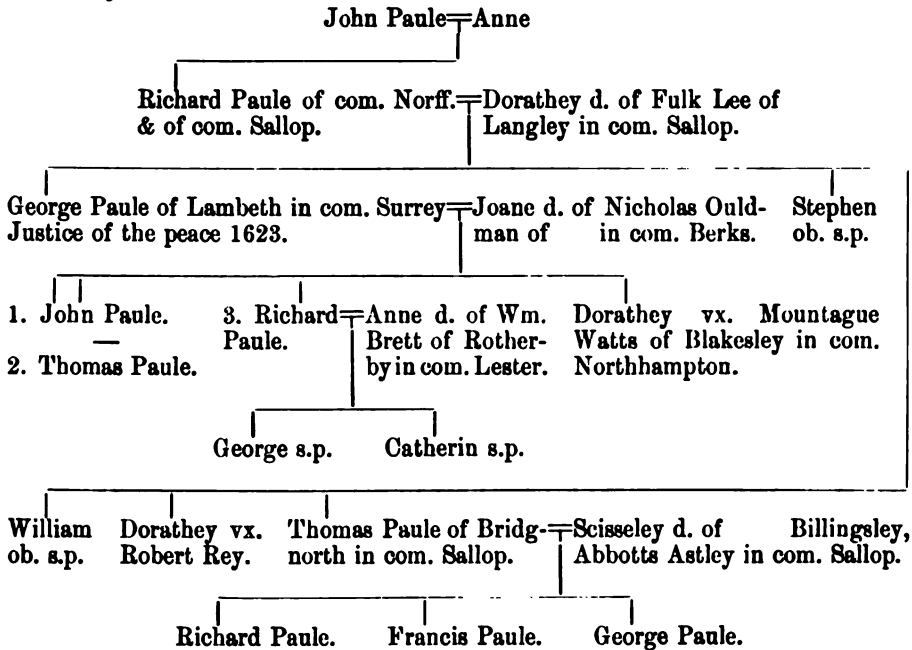 John Paule Anne
Richard Paule of com. Norff. Dorathey d. of Fulk Lee of
& of com. Sallop. Langley in com. Sallop.
George Paule of Lambeth in com. Surrey Joane d. of Nicholas Ould- Stephen
Justice of the peace 1623. man of in com. Berks. ob. s.p.
1. John Paule. 3. Richard Anne d. of Wm. Dorathey vx. Mountague
— Paule. Brett of Rother- Watts of Blakesley in com.
2. Thomas Paule. by in com. Lester. Northhampton.
George s.p. Catherin s.p.
William Dorathey vx. Thomas Paule of Bridg- Scisseley d. of Billingsley,
ob. s.p. Robert Rey. north in com. Sallop. Abbotts Astley in com. Sallop.
Richard Paule. Francis Paule. George Paule.